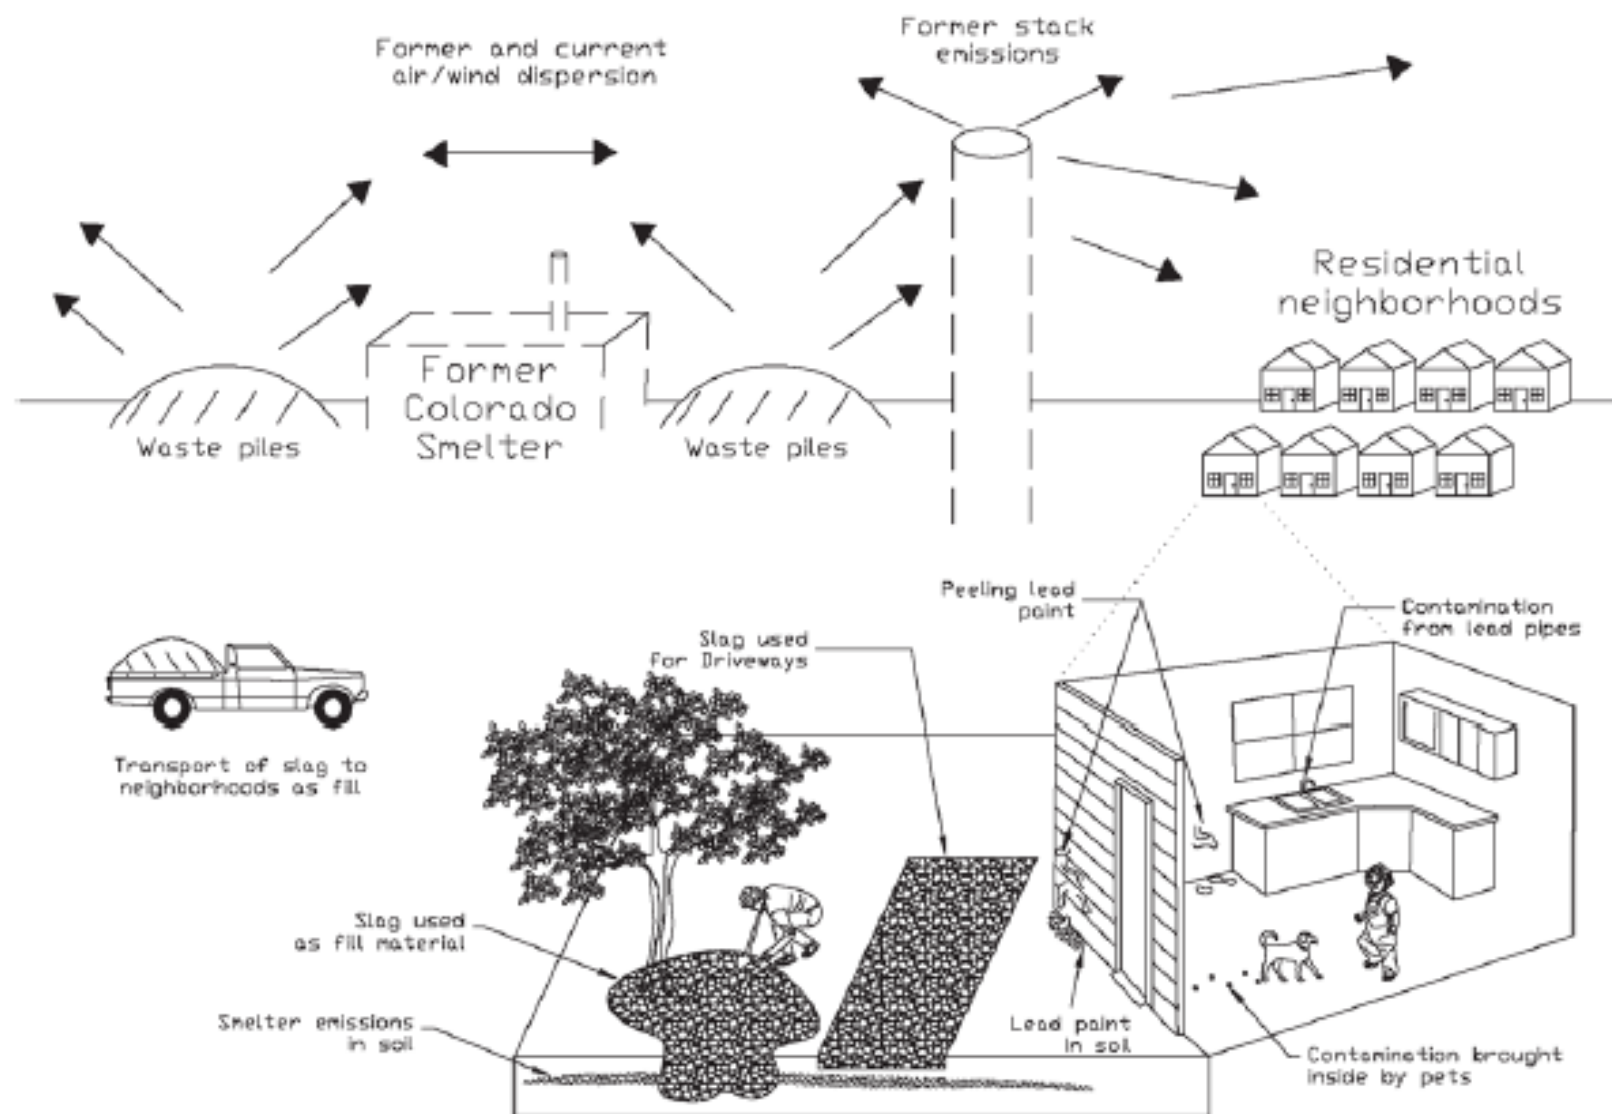 Former and current
air/wind dispersion
Former stack
emissions
Residential
neighborhoods
Former
Colorado
Smelter
Waste piles
Waste piles
Peeling lead
paint
Contamination
from lead pipes
Slag used
for Driveways
Transport of slag to
neighborhoods as fill
Slag used
as fill material
Smelter emissions
in soil
Lead paint
in soil
Contamination brought
inside by pets